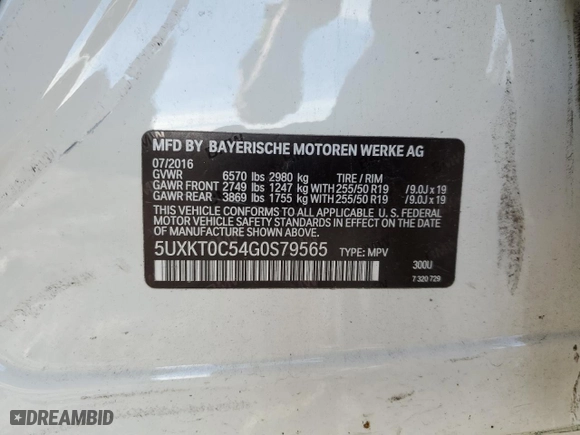 MFD BY BAYERISCHE MOTOREN WERKE AG
07/2016
GVWR 6570 lbs 2980 kg TIRE / RIM
GAWR FRONT 2749 lbs 1247 kg WITH 255/50 R19 /9.0J x 19
GAWR REAR 3869 lbs 1755 kg WITH 255/50 R19 /9.0J x 19
THIS VEHICLE CONFORMS TO ALL APPLICABLE U. S. FEDERAL
MOTOR VEHICLE SAFETY STANDARDS IN EFFECT ON THE DATE
OF MANUFACTURE SHOWN ABOVE.
5UXKT0C54G0S79565 TYPE: MPV
300U
7 320 729
DREAMBID